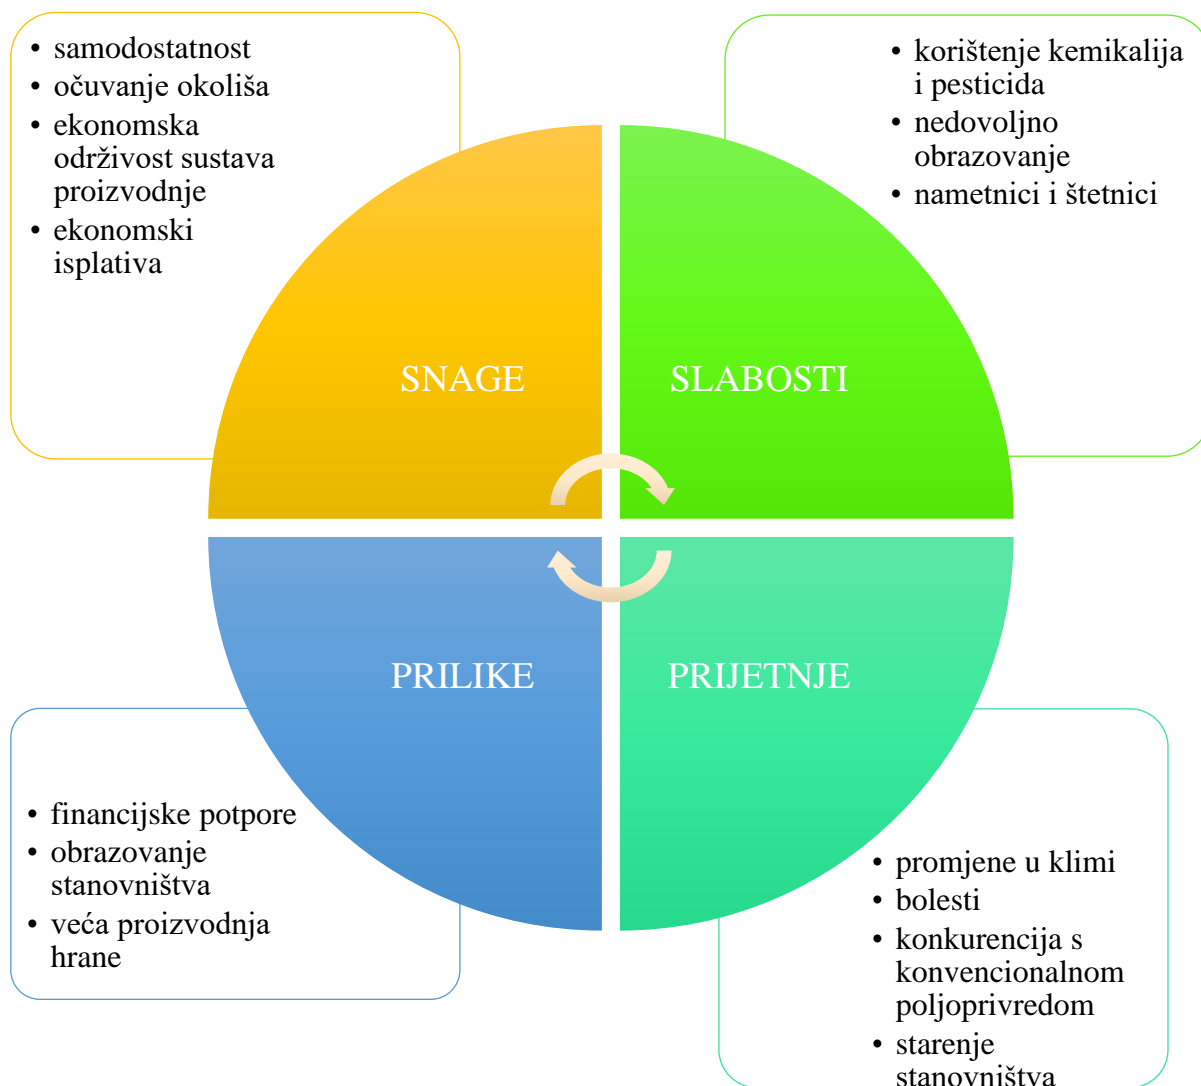 • samodostatnost
• očuvanje okoliša
• ekonomska
održivost sustava
proizvodnje
• ekonomski
isplativa
• korištenje kemikalija
i pesticida
• nedovoljno
obrazovanje
• nametnici i štetnici
SNAGE
SLABOSTI
PRILIKE
PRIJETNJE
• financijske potpore
• obrazovanje
stanovništva
• veća proizvodnja
hrane
• promjene u klimi
• bolesti
• konkurencija s
konvencionalnom
poljoprivredom
• starenje
stanovništva